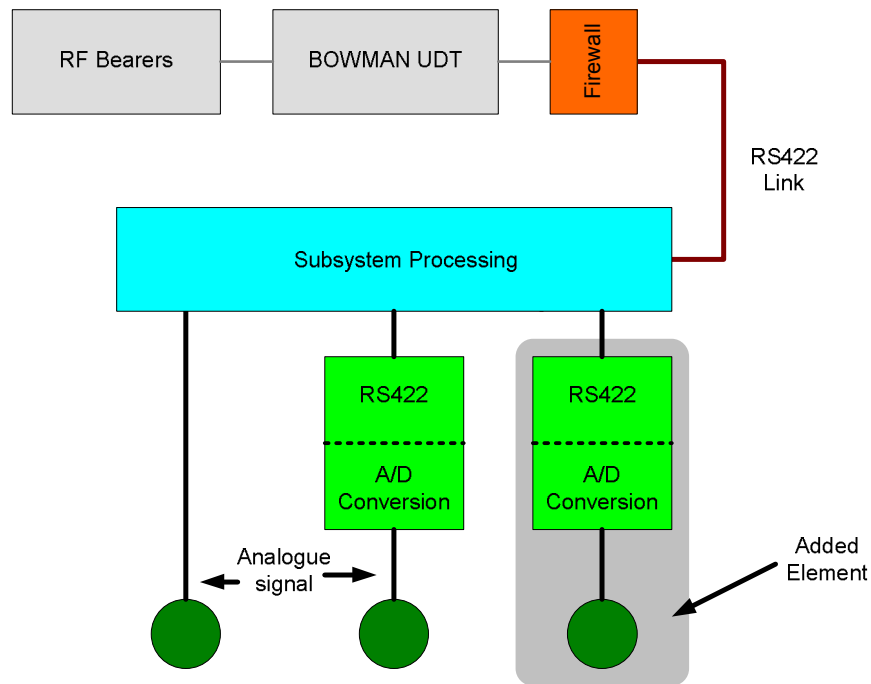 RF Bearers
BOWMAN UDT
Firewall
RS422
Link
Subsystem Processing
RS422
A/D
Conversion
RS422
A/D
Conversion
Analogue
signal
Added
Element